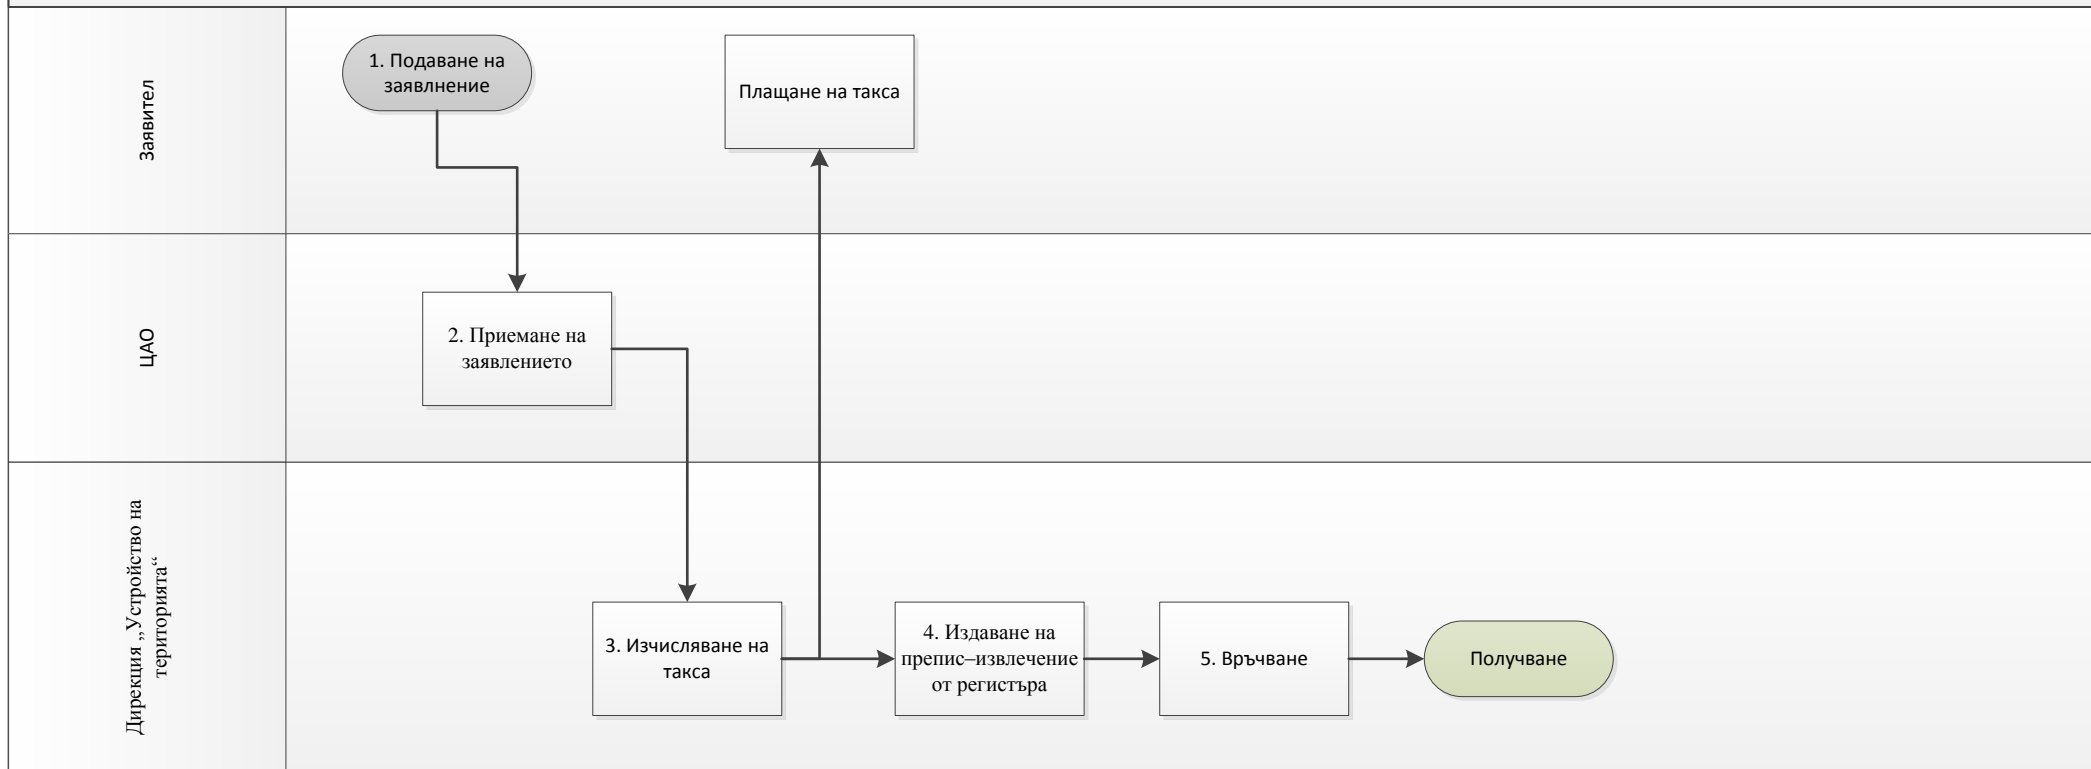 Заявител
1. Подаване на
заявлнение
Плащане на такса
ЦАО
2. Приемане на
заявлението
Дирекция „Устройство на
територията“
3. Изчисляване на
такса
4. Издаване на
препис–извлечение
от регистъра
5. Връчване
Получване